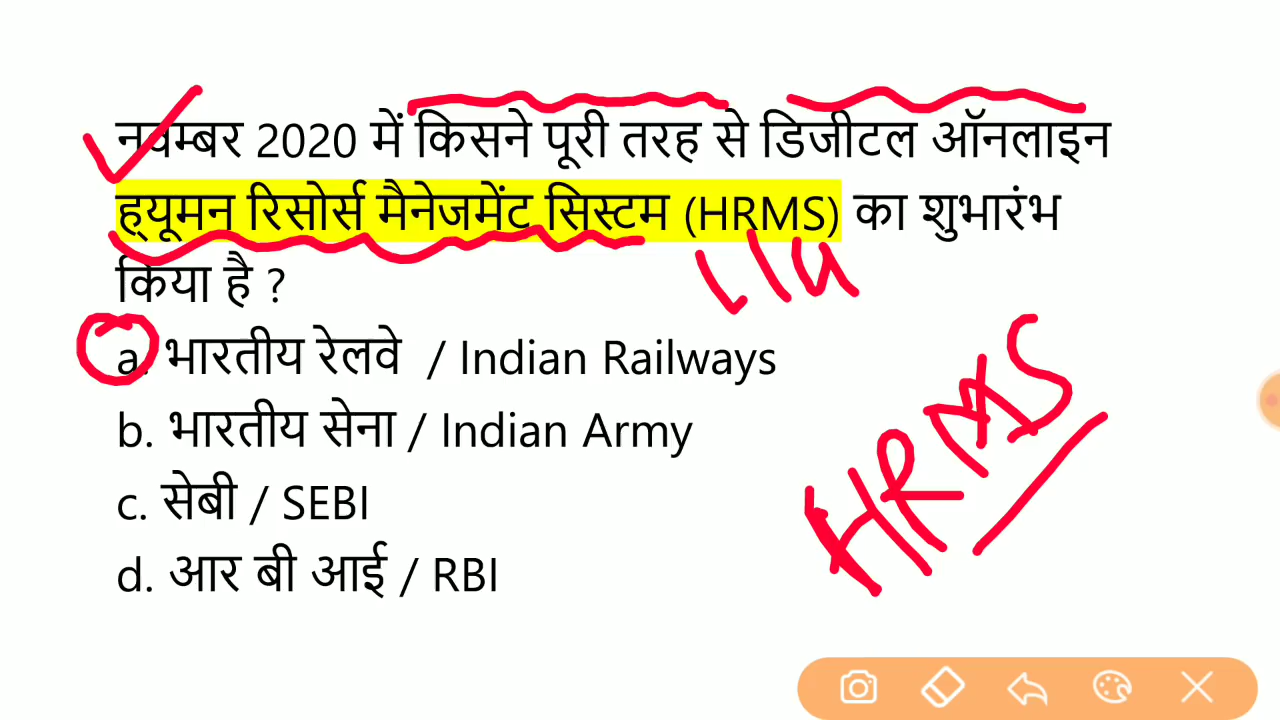 नवम्बर 2020 में किसने पूरी तरह से डिजीटल ऑनलाइन
ह्यूमन रिसोर्स मैनेजमेंट सिस्टम (HRMS) का शुभारंभ
किया है ?
a. भारतीय रेलवे / Indian Railways
b. भारतीय सेना / Indian Army
c. सेबी / SEBI
d. आर बी आई / RBI
HRMS